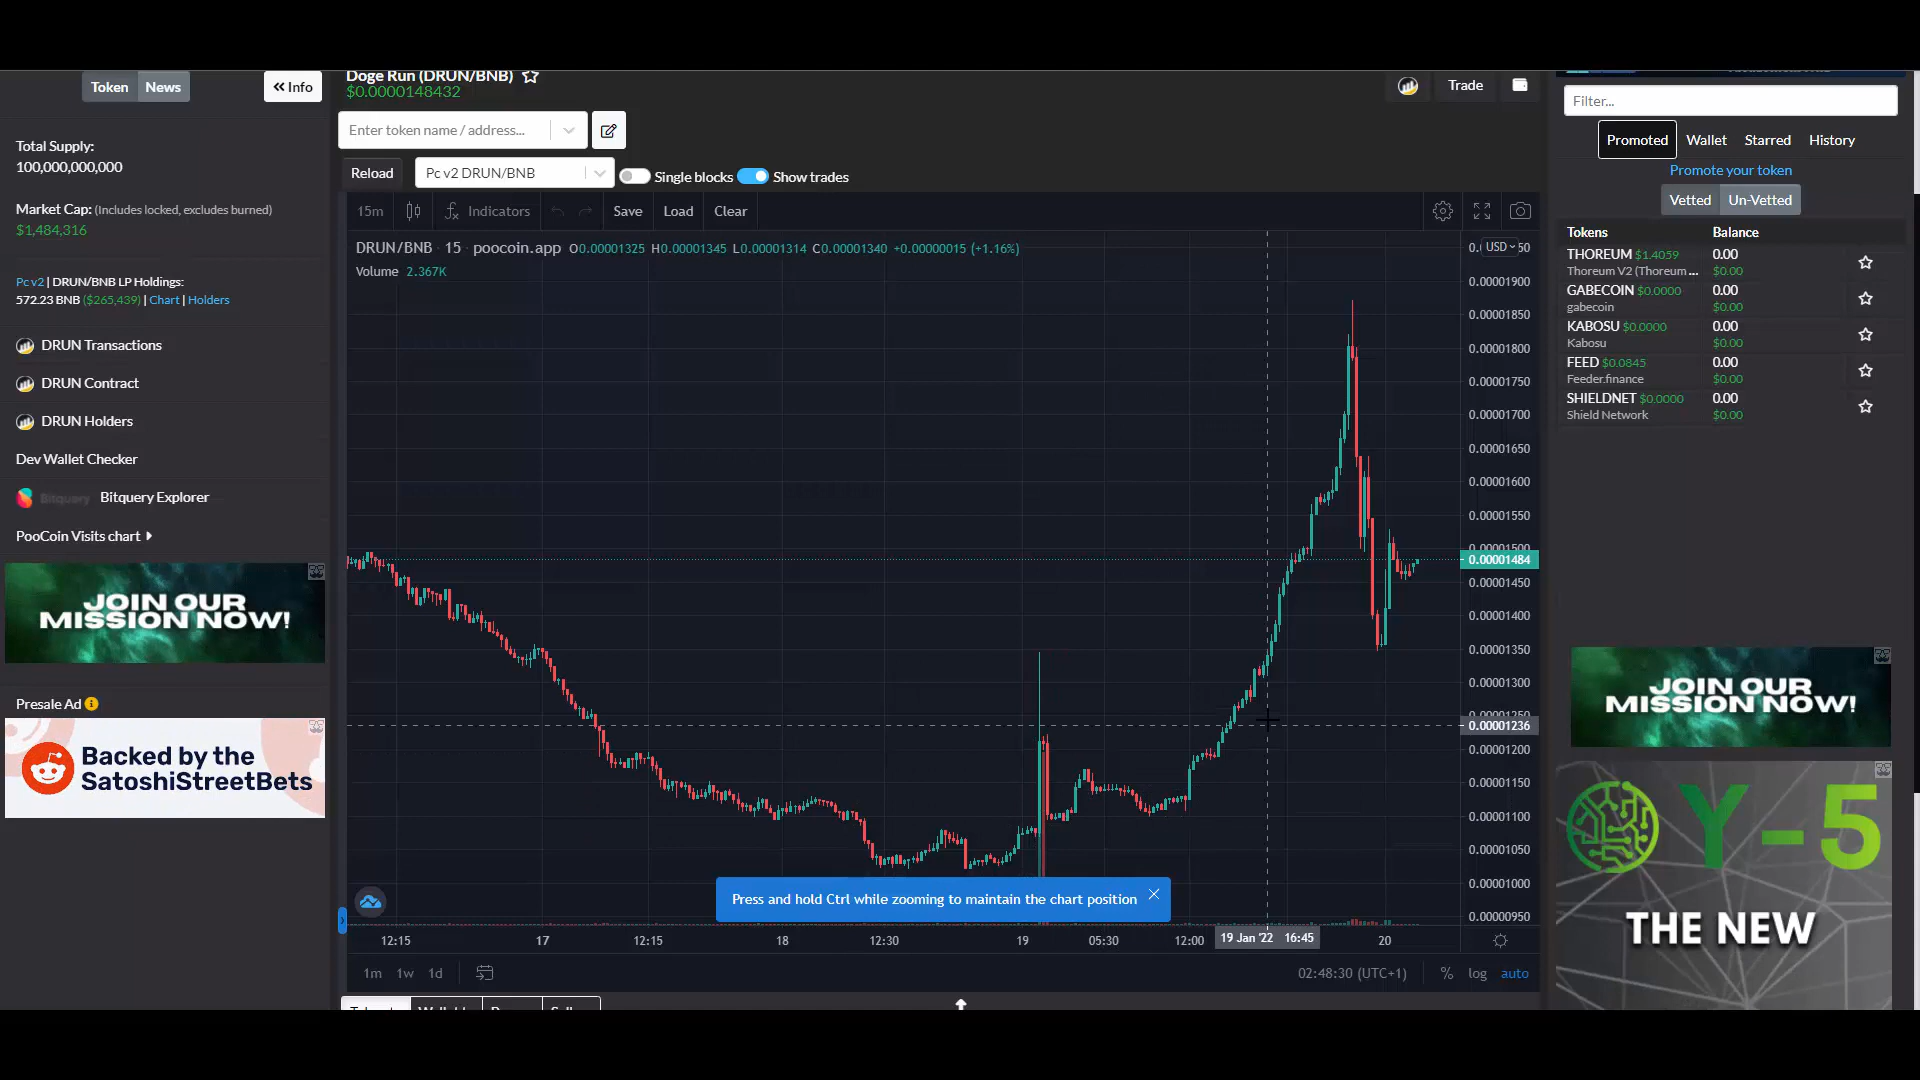 Token
News
Info
Total Supply:
100,000,000,000
Market Cap: (Includes locked, excludes burned)
$1,484,316
Pc v2 | DRUN/BNB LP Holdings:
572.23 BNB ($265,439) | Chart | Holders
DRUN Transactions
DRUN Contract
DRUN Holders
Dev Wallet Checker
Bitquery Bitquery Explorer
PooCoin Visits chart
JOIN OUR
MISSION NOW!
Presale Ad
Backed by the
SatoshiStreetBets
Doge Run (DRUN/BNB)
$0.0000148432
Enter token name / address...
Reload
Pc v2 DRUN/BNB
Single blocks
Show trades
Trade
15m
Indicators
Save
Load
Clear
DRUN/BNB · 15 · poocoin.app O0.00001325 H0.00001345 L0.00001314 C0.00001340 +0.00000015 (+1.16%)
Volume 2.367K
USD
0.00001900
0.00001850
0.00001800
0.00001750
0.00001700
0.00001650
0.00001600
0.00001550
0.00001500
0.00001484
0.00001450
0.00001400
0.00001350
0.00001300
0.00001250
0.00001236
0.00001200
0.00001150
0.00001100
0.00001050
0.00001000
0.00000950
Press and hold Ctrl while zooming to maintain the chart position
12:15
17
12:15
18
12:30
19
05:30
12:00
19 Jan '22 16:45
20
1m
1w
1d
02:48:30 (UTC+1)
%
log
auto
Filter...
Promoted
Wallet
Starred
History
Promote your token
Vetted
Un-Vetted
Tokens
Balance
THOREUM $1.4059
0.00
Thoreum V2 (Thoreum ...
$0.00
GABECOIN $0.0000
0.00
gabecoin
$0.00
KABOSU $0.0000
0.00
Kabosu
$0.00
FEED $0.0845
0.00
Feeder.finance
$0.00
SHIELDNET $0.0000
0.00
Shield Network
$0.00
JOIN OUR
MISSION NOW!
Y-5
THE NEW